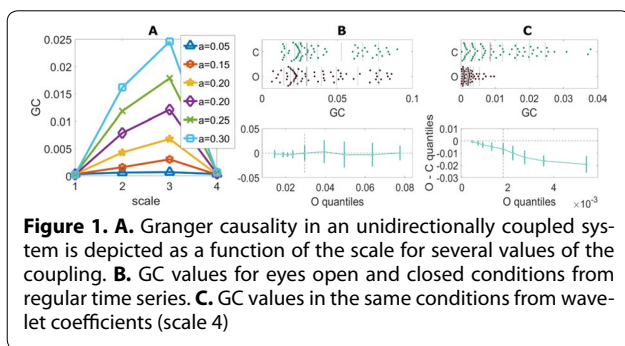 A
GC
0.025
0.02
0.015
0.01
0.005
0
1
2
3
4
scale
a=0.05
a=0.15
a=0.20
a=0.20
a=0.25
a=0.30
B
C
O
0
0.05
0.1
GC
0.05
0
-0.05
0.02
0.04
0.06
0.08
O quantiles
C
C
O
0
0.01
0.02
0.03
0.04
GC
O - C quantiles
0.01
0
-0.01
-0.02
-0.03
2
4
6
O quantiles
×10⁻³
Figure 1. A. Granger causality in an unidirectionally coupled sys-
tem is depicted as a function of the scale for several values of the
coupling. B. GC values for eyes open and closed conditions from
regular time series. C. GC values in the same conditions from wave-
let coefficients (scale 4)